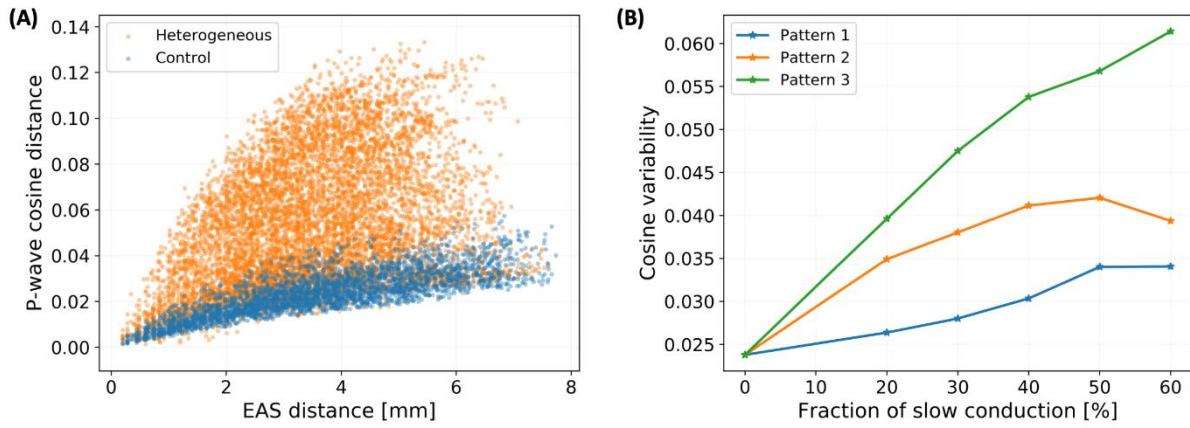 (A)
P-wave cosine distance
0.14
0.12
0.10
0.08
0.06
0.04
0.02
0.00
Heterogeneous
Control
0 2 4 6 8
EAS distance [mm]
(B)
Cosine variability
0.060
0.055
0.050
0.045
0.040
0.035
0.030
0.025
Pattern 1
Pattern 2
Pattern 3
0 10 20 30 40 50 60
Fraction of slow conduction [%]